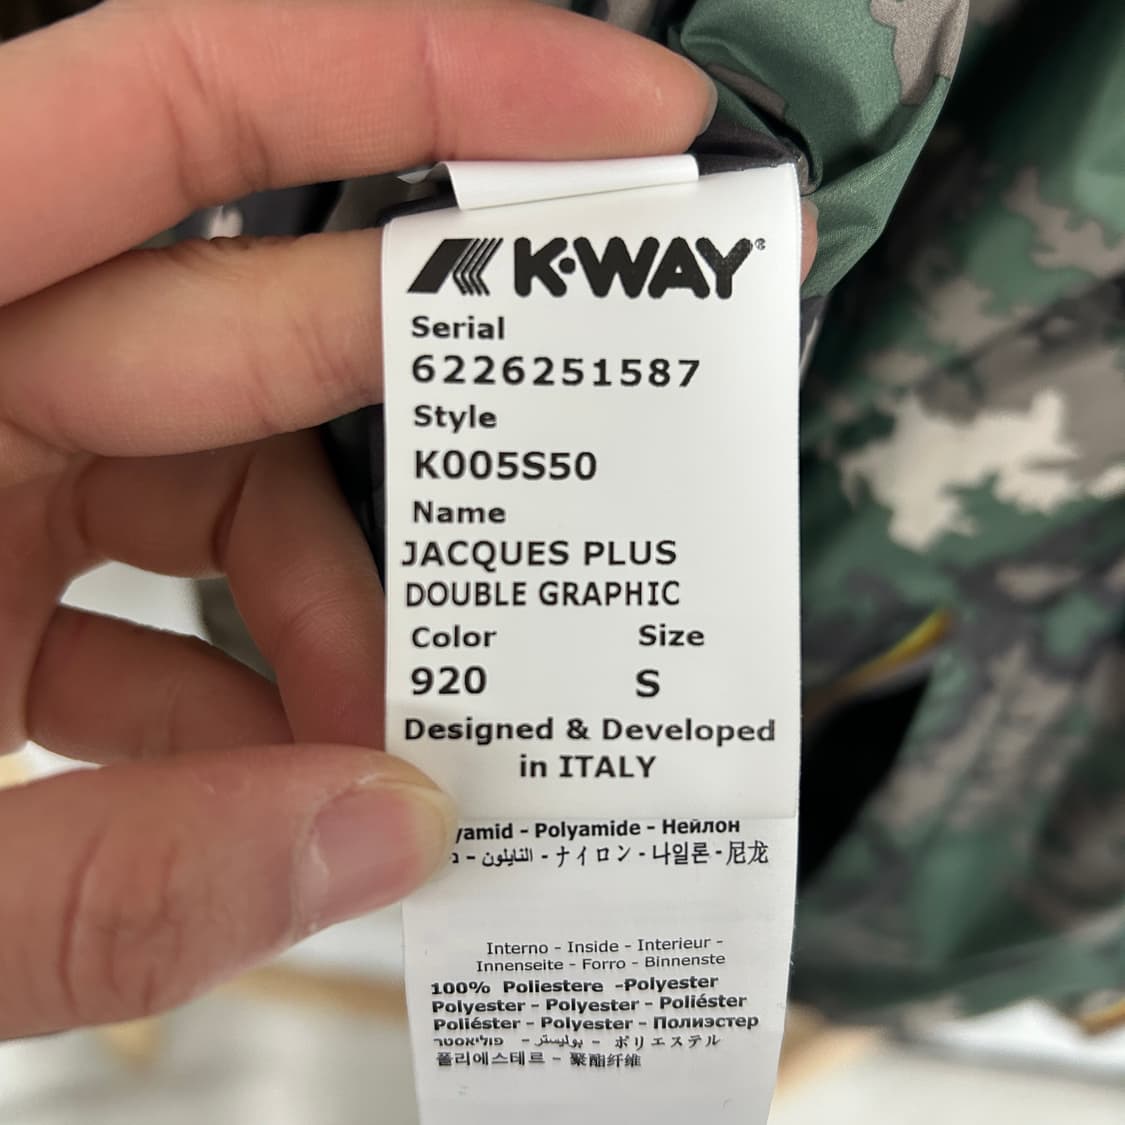 K·WAY®
Serial
6226251587
Style
K005S50
Name
JACQUES PLUS
DOUBLE GRAPHIC
Color Size
920 S
Designed & Developed
in ITALY
- Polyamide - Нейлон
- النايلون - ナイロン - 나일론 - 尼龙
Interno - Inside - Interieur -
Innenseite - Forro - Binnenste
100% Poliestere -Polyester
Polyester - Polyester - Poliéster
Poliéster - Polyester - Полиэстер
פוליאסטר - بوليستر - ポリエステル
폴리에스테르 - 聚酯纤维